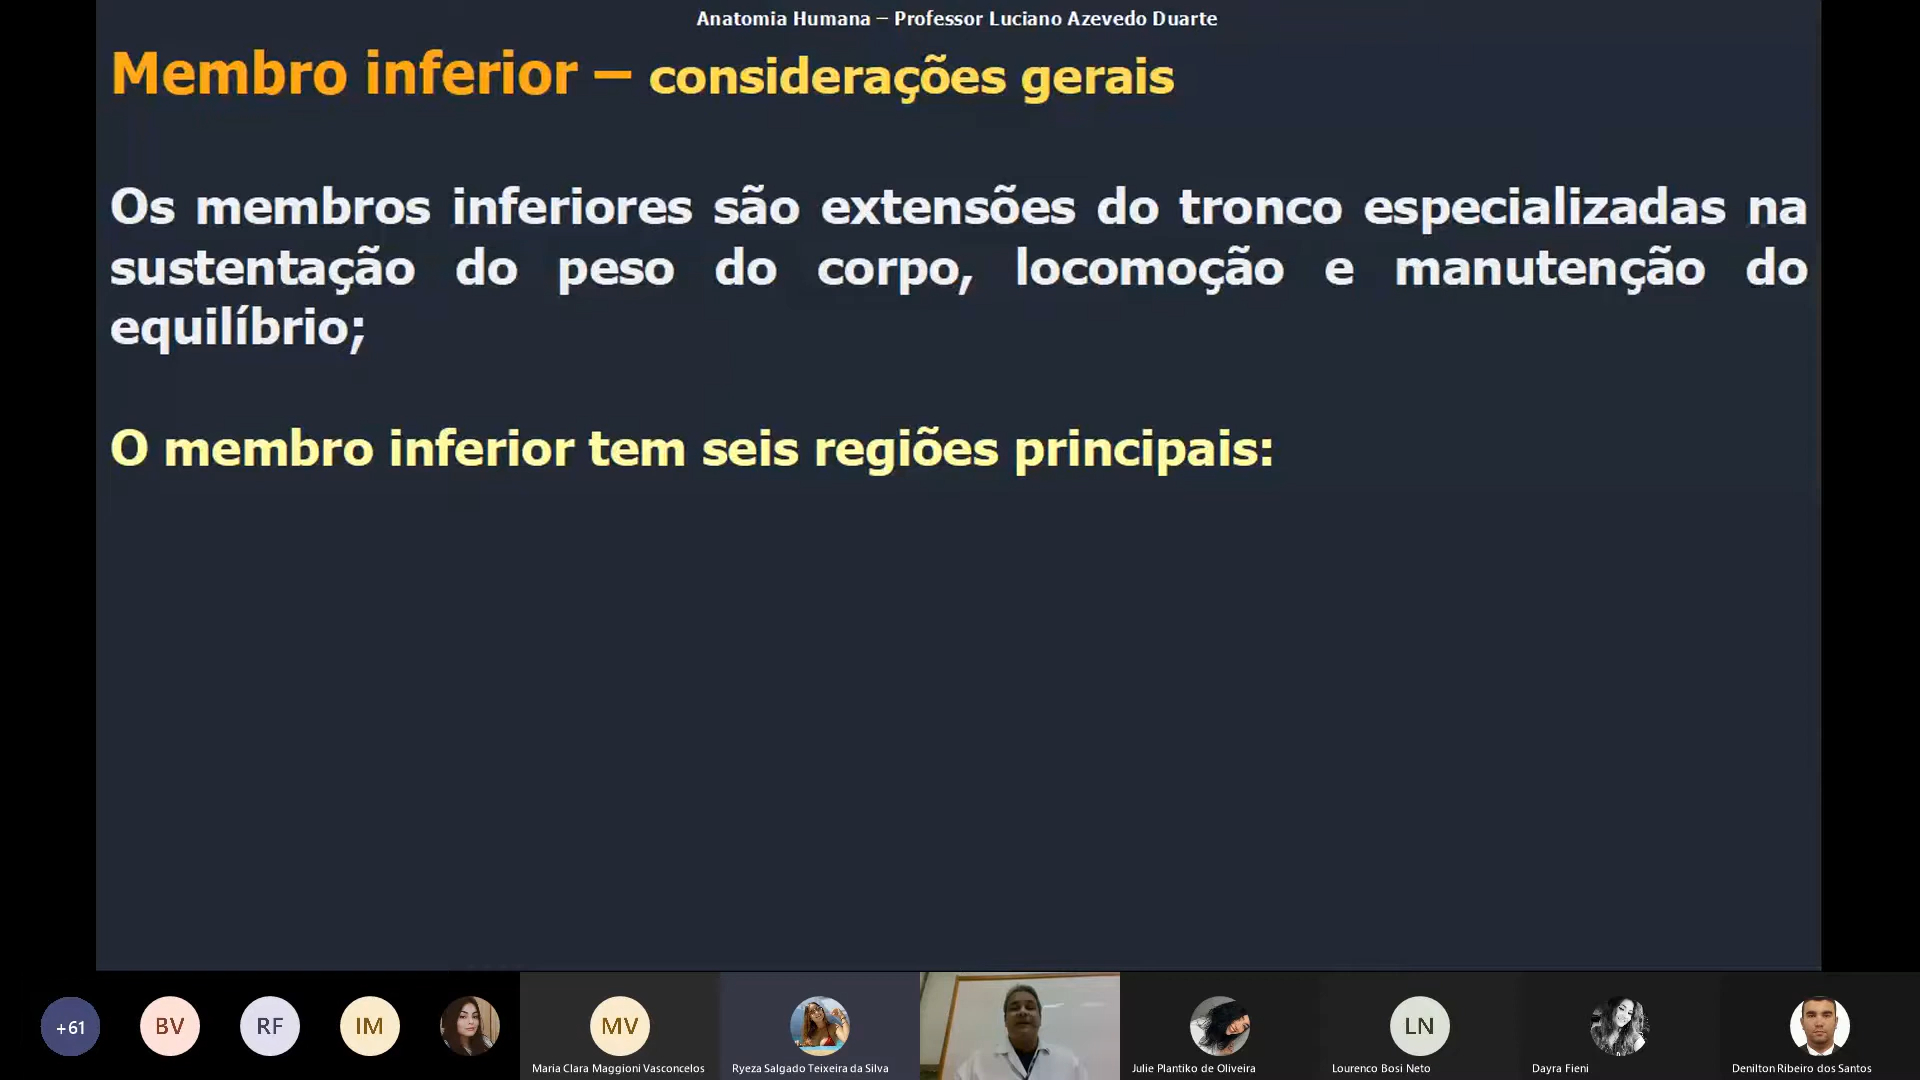 Anatomia Humana – Professor Luciano Azevedo Duarte
Membro inferior – considerações gerais
Os membros inferiores são extensões do tronco especializadas na
sustentação do peso do corpo, locomoção e manutenção do
equilíbrio;
O membro inferior tem seis regiões principais:
+61
BV
RF
IM
MV
LN
Maria Clara Maggioni Vasconcelos
Ryeza Salgado Teixeira da Silva
Julie Plantiko de Oliveira
Lourenco Bosi Neto
Dayra Fieni
Denilton Ribeiro dos Santos